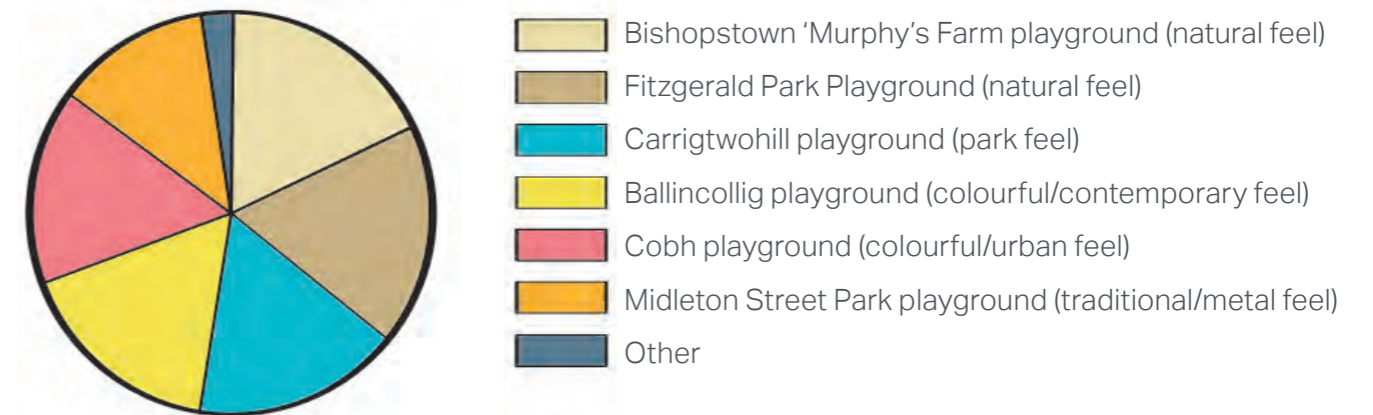 Bishopstown ‘Murphy’s Farm playground (natural feel)
Fitzgerald Park Playground (natural feel)
Carrigtwohill playground (park feel)
Ballincollig playground (colourful/contemporary feel)
Cobh playground (colourful/urban feel)
Midleton Street Park playground (traditional/metal feel)
Other